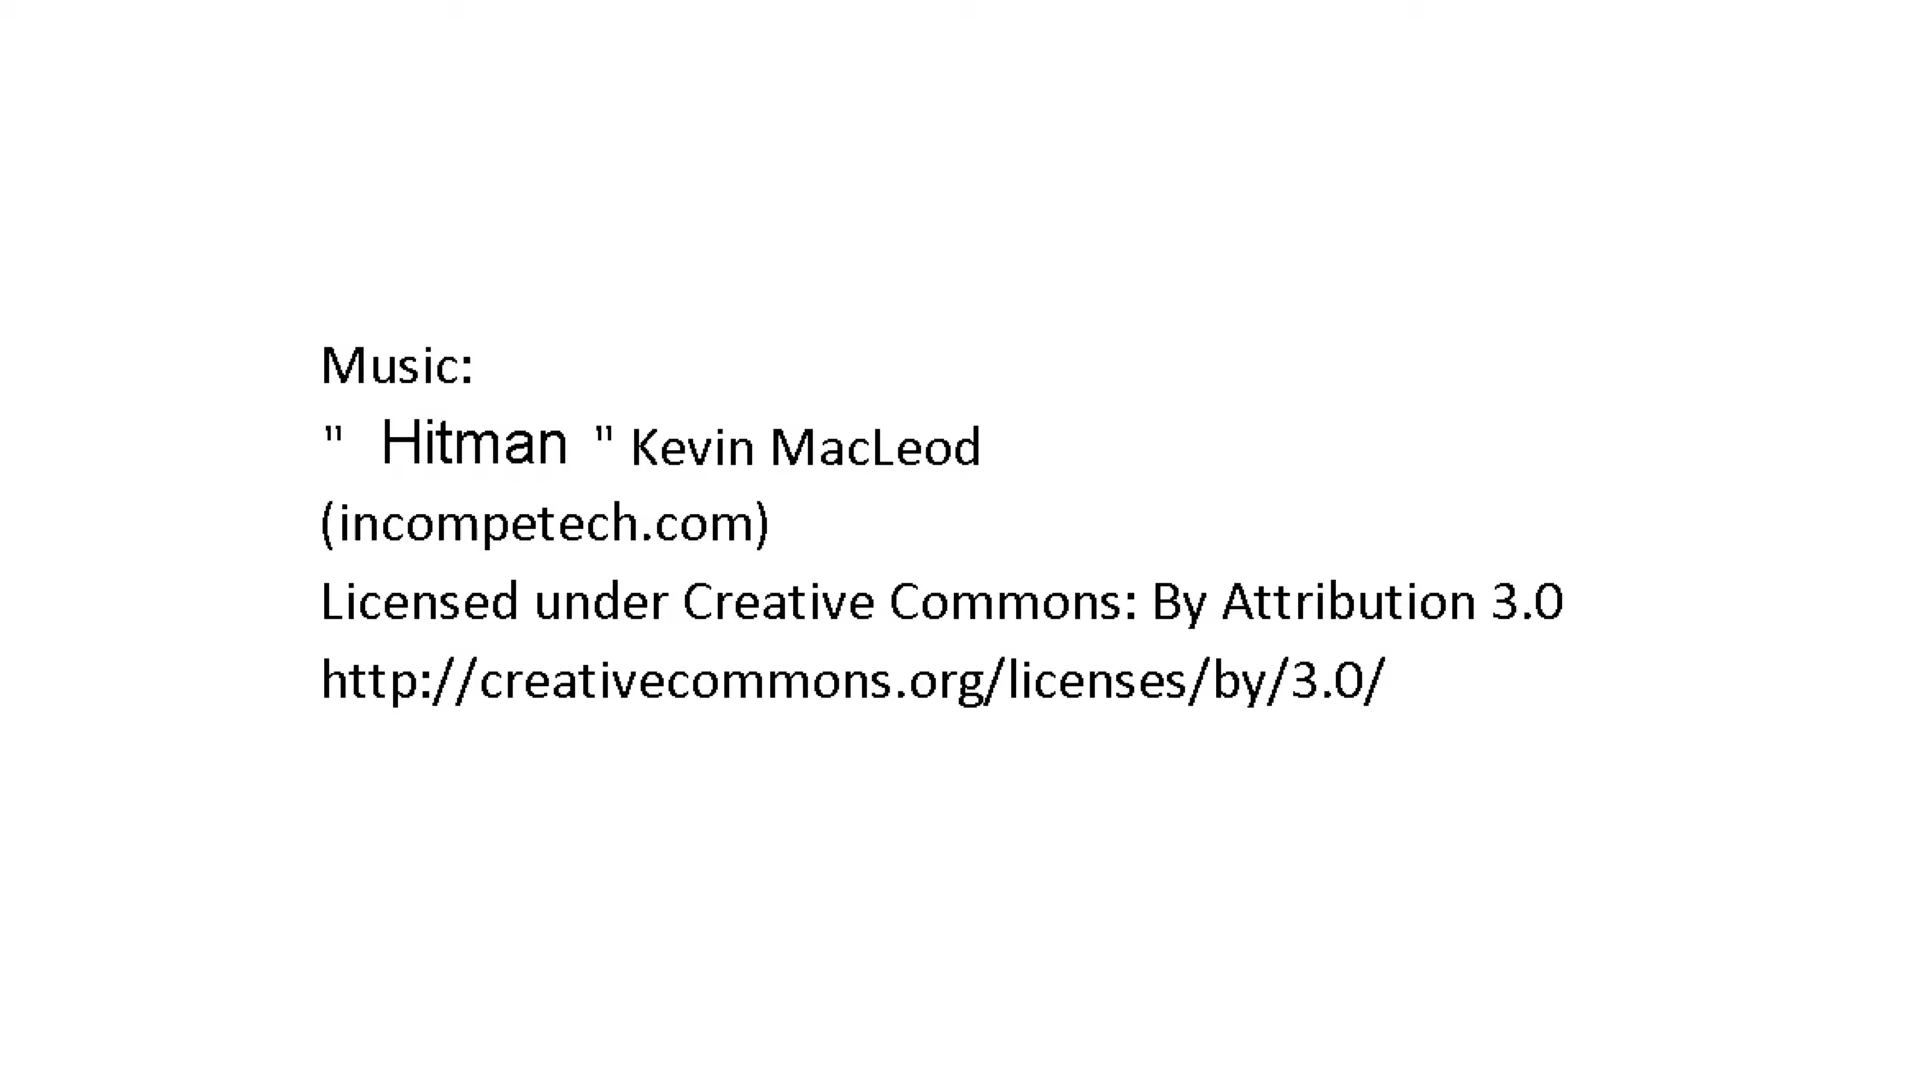 Music:
" Hitman " Kevin MacLeod
(incompetech.com)
Licensed under Creative Commons: By Attribution 3.0
http://creativecommons.org/licenses/by/3.0/